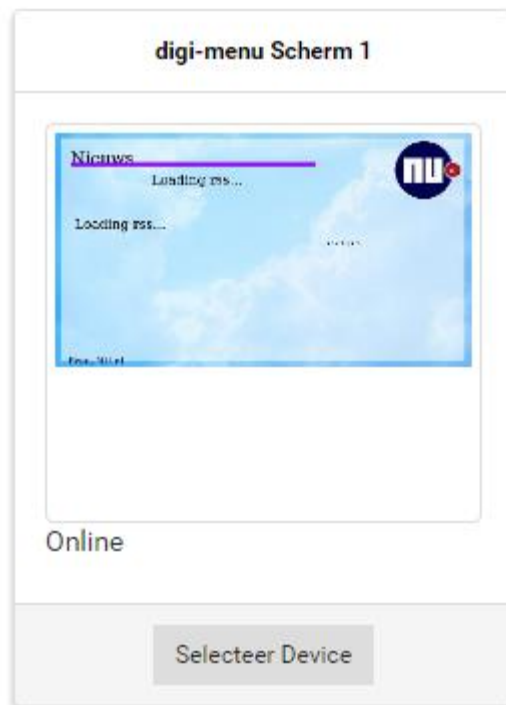 digi-menu Scherm 1
Nieuws
NU
Loading rss...
Loading rss...
Online
Selecteer Device